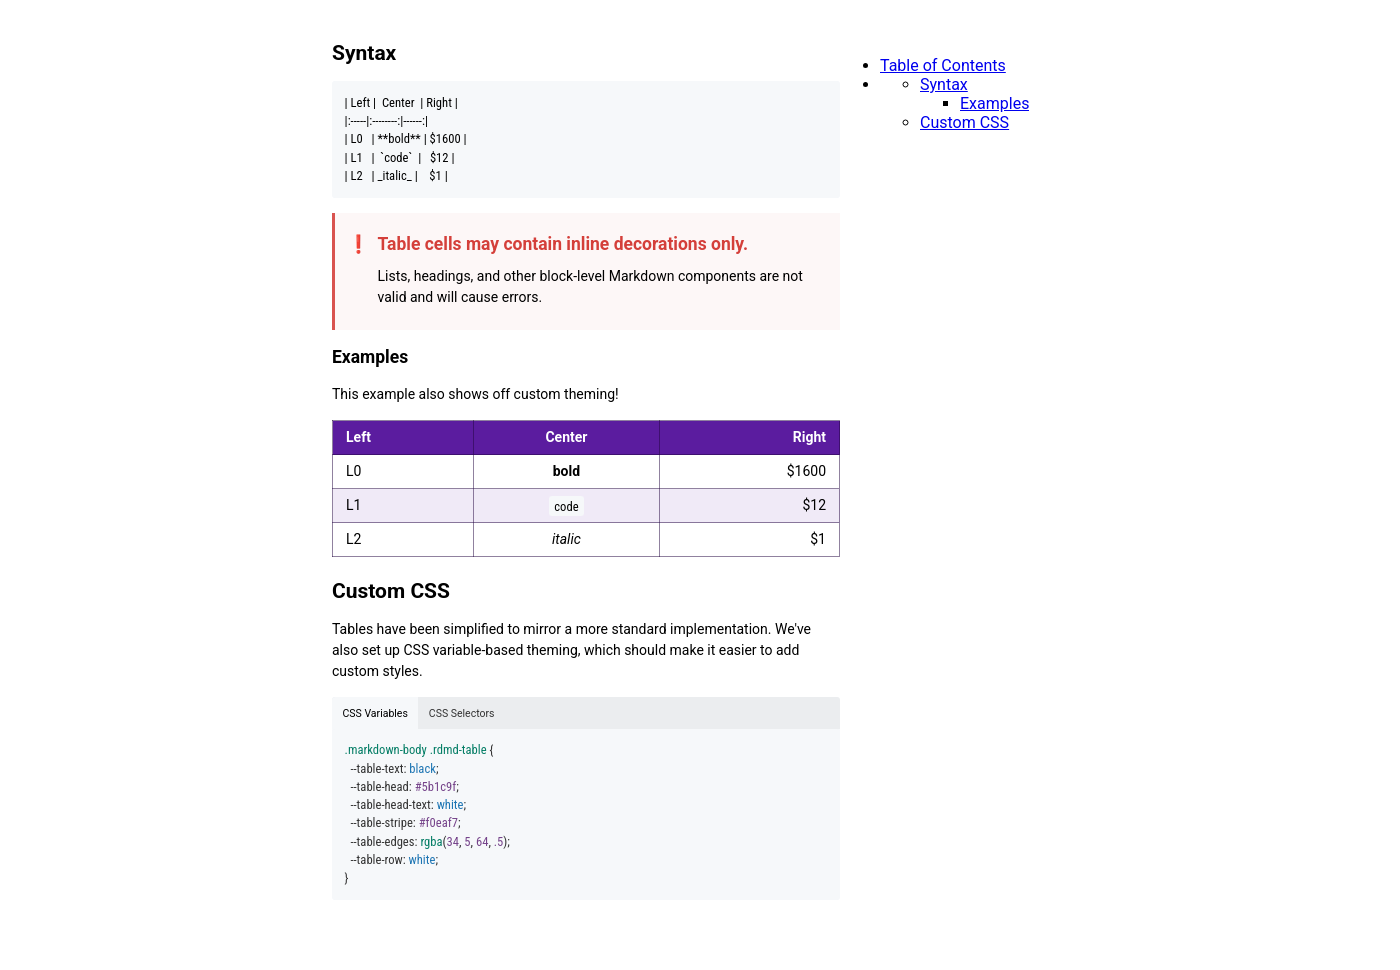 Syntax
| Left |  Center  | Right |
|:-----|:--------:|------:|
| L0   | **bold** | $1600 |
| L1   |  `code`  |   $12 |
| L2   | _italic_ |    $1 |
❗ Table cells may contain inline decorations only.
Lists, headings, and other block-level Markdown components are not
valid and will cause errors.
Examples
This example also shows off custom theming!
Left Center Right
L0 bold $1600
L1 code $12
L2 italic $1
Custom CSS
Tables have been simplified to mirror a more standard implementation. We've
also set up CSS variable-based theming, which should make it easier to add
custom styles.
CSS Variables CSS Selectors
.markdown-body .rdmd-table {
  --table-text: black;
  --table-head: #5b1c9f;
  --table-head-text: white;
  --table-stripe: #f0eaf7;
  --table-edges: rgba(34, 5, 64, .5);
  --table-row: white;
}
Table of Contents
Syntax
Examples
Custom CSS